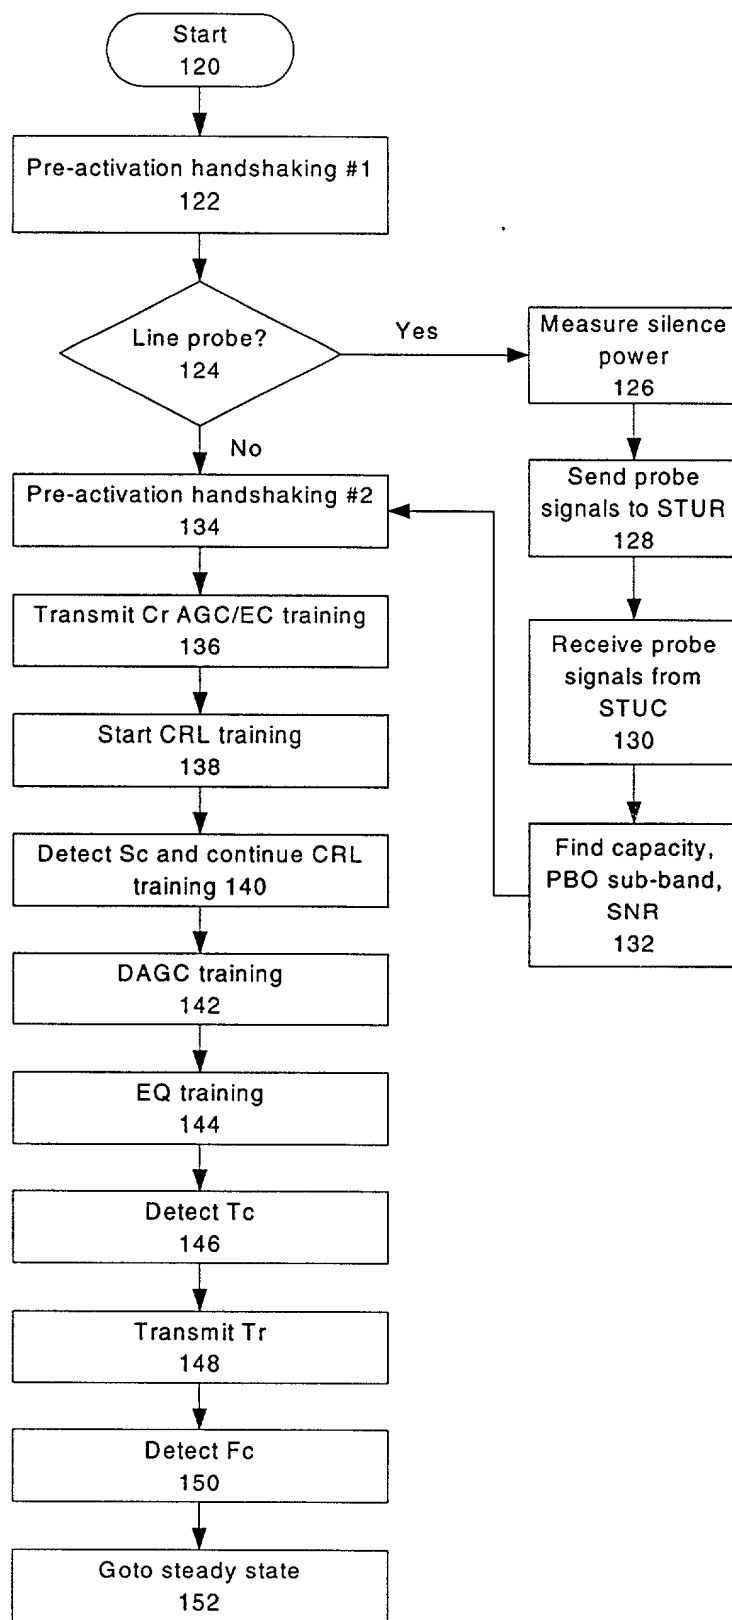 Start
120
Pre-activation handshaking #1
122
Line probe?
124
Yes
No
Measure silence
power
126
Send probe
signals to STUR
128
Receive probe
signals from
STUC
130
Find capacity,
PBO sub-band,
SNR
132
Pre-activation handshaking #2
134
Transmit Cr AGC/EC training
136
Start CRL training
138
Detect Sc and continue CRL
training 140
DAGC training
142
EQ training
144
Detect Tc
146
Transmit Tr
148
Detect Fc
150
Goto steady state
152